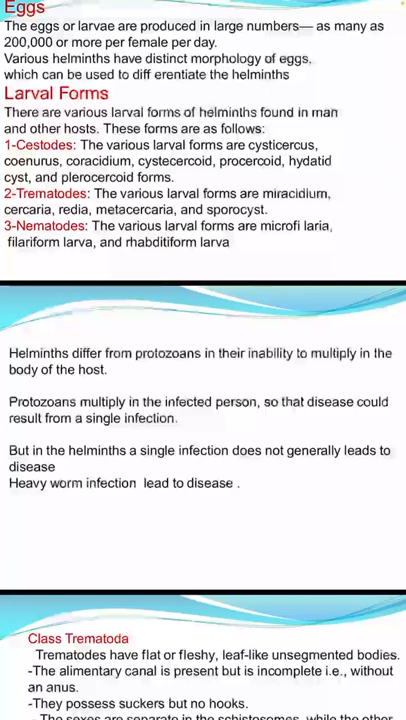 Eggs
The eggs or larvae are produced in large numbers— as many as
200,000 or more per female per day.
Various helminths have distinct morphology of eggs,
which can be used to diff erentiate the helminths
Larval Forms
There are various larval forms of helminths found in man
and other hosts. These forms are as follows:
1-Cestodes: The various larval forms are cysticercus,
coenurus, coracidium, cystecercoid, procercoid, hydatid
cyst, and plerocercoid forms.
2-Trematodes: The various larval forms are miracidium,
cercaria, redia, metacercaria, and sporocyst.
3-Nematodes: The various larval forms are microfi laria,
filariform larva, and rhabditiform larva
Helminths differ from protozoans in their inability to multiply in the
body of the host.
Protozoans multiply in the infected person, so that disease could
result from a single infection.
But in the helminths a single infection does not generally leads to
disease
Heavy worm infection lead to disease .
Class Trematoda
Trematodes have flat or fleshy, leaf-like unsegmented bodies.
-The alimentary canal is present but is incomplete i.e., without
an anus.
-They possess suckers but no hooks.
-The sexes are separate in the schistosomes, while the other